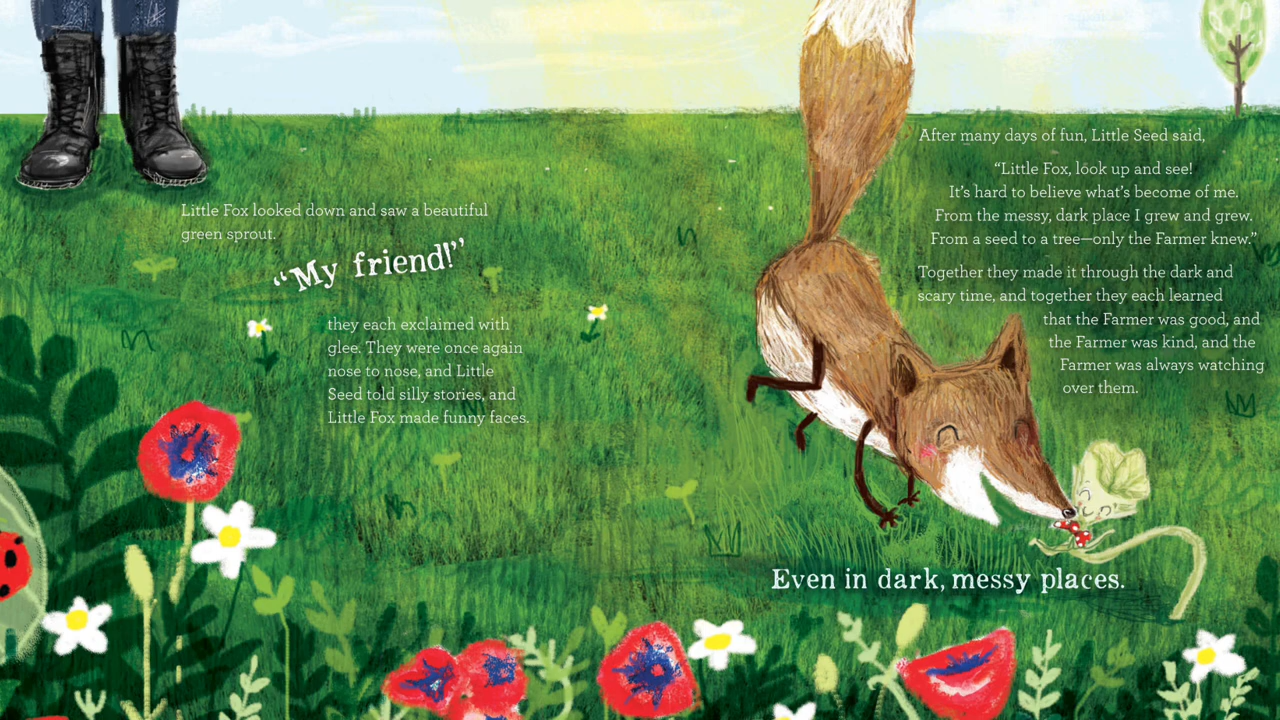 Little Fox looked down and saw a beautiful
green sprout.
“My friend!”
they each exclaimed with
glee. They were once again
nose to nose, and Little
Seed told silly stories, and
Little Fox made funny faces.
After many days of fun, Little Seed said,
“Little Fox, look up and see!
It’s hard to believe what’s become of me.
From the messy, dark place I grew and grew.
From a seed to a tree—only the Farmer knew.”
Together they made it through the dark and
scary time, and together they each learned
that the Farmer was good, and
the Farmer was kind, and the
Farmer was always watching
over them.
Even in dark, messy places.